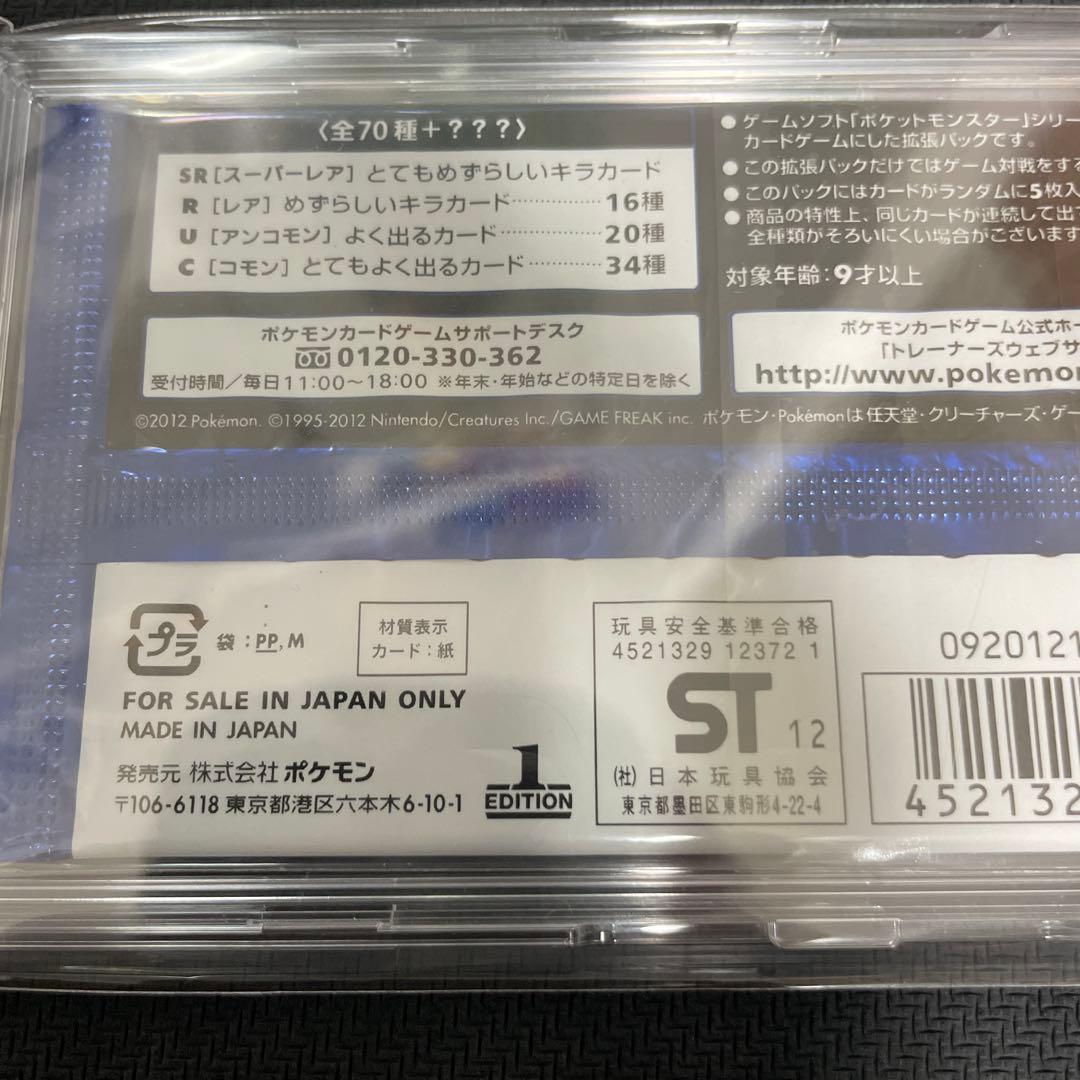 〈全70種+???〉
SR[スーパーレア]とてもめずらしいキラカード
R[レア]めずらしいキラカード………………16種
U[アンコモン]よく出るカード……………20種
C[コモン]とてもよく出るカード…………34種
ポケモンカードゲームサポートデスク
0120-330-362
受付時間/毎日11:00〜18:00 ※年末・年始などの特定日を除く
●ゲームソフト「ポケットモンスター」シリー
カードゲームにした拡張パックです。
●この拡張パックだけではゲーム対戦をする
●このパックにはカードがランダムに5枚入
●商品の特性上、同じカードが連続して出て
全種類がそろいにくい場合がございます
対象年齢:9才以上
ポケモンカードゲーム公式ホー
「トレーナーズウェブサ
http://www.pokemon
©2012 Pokémon. ©1995-2012 Nintendo/Creatures Inc./GAME FREAK inc. ポケモン・Pokémonは任天堂・クリーチャーズ・ゲー
プラ
袋:PP,M
材質表示
カード:紙
FOR SALE IN JAPAN ONLY
MADE IN JAPAN
発売元 株式会社ポケモン
〒106-6118 東京都港区六本木6-10-1
1
EDITION
玩具安全基準合格
4521329 12372 1
ST 12
(社)日本玩具協会
東京都墨田区東駒形4-22-4
0920121
452132